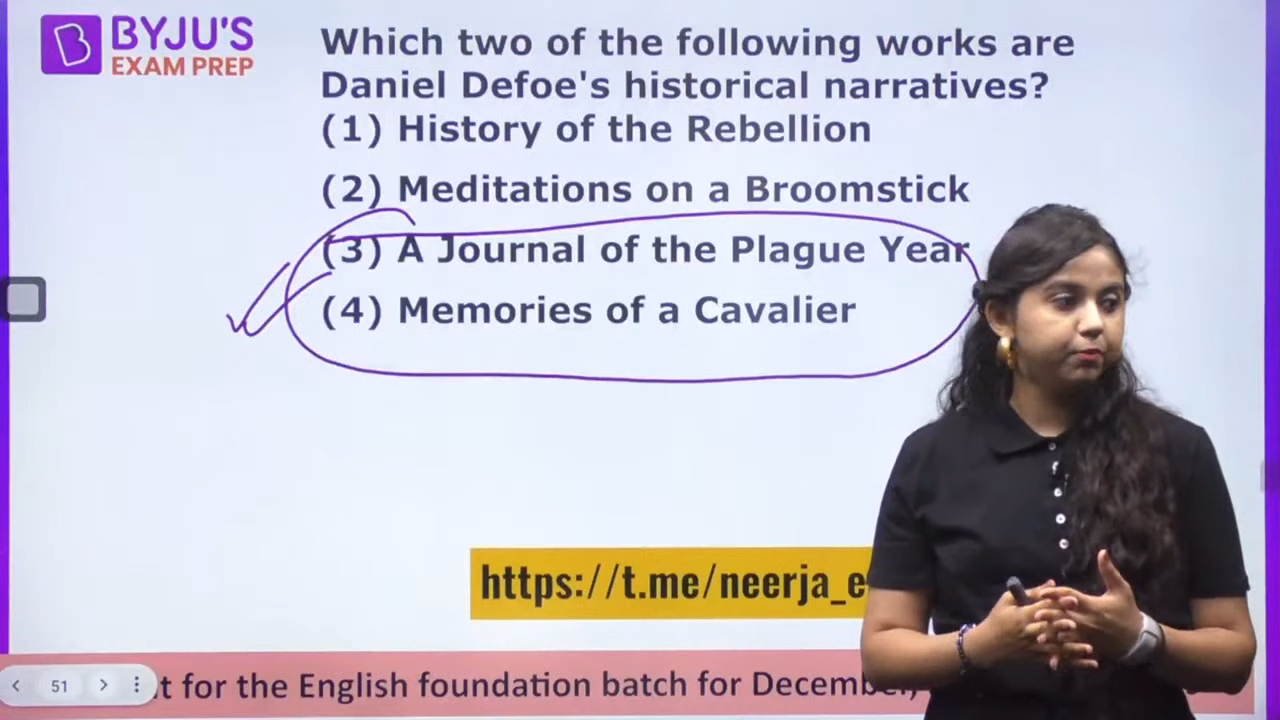 BYJU'S
EXAM PREP
Which two of the following works are
Daniel Defoe's historical narratives?
(1) History of the Rebellion
(2) Meditations on a Broomstick
(3) A Journal of the Plague Year
(4) Memories of a Cavalier
https://t.me/neerja_e
51
t for the English foundation batch for December,